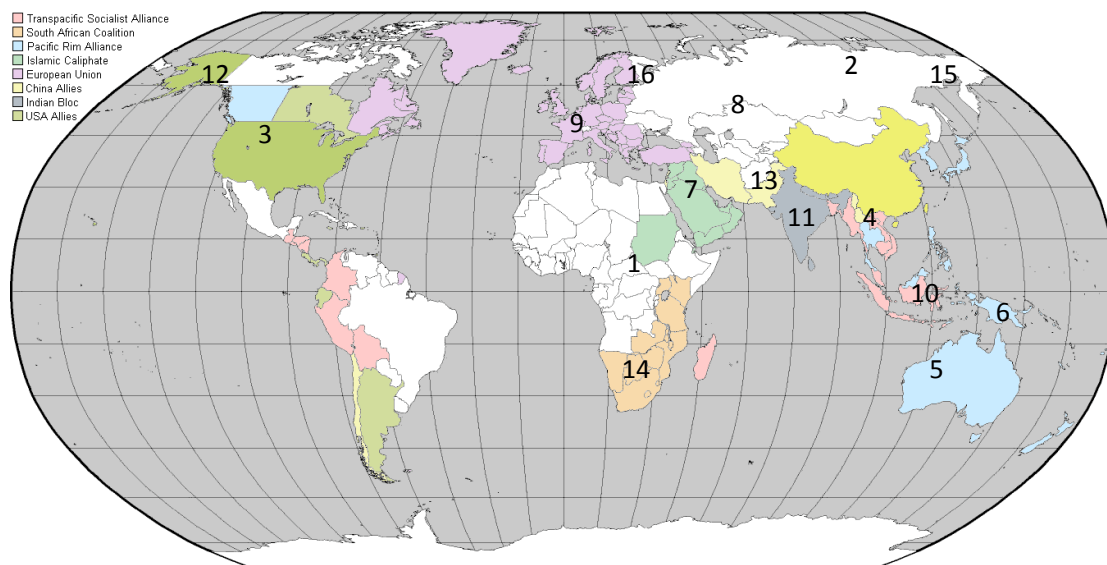 Transpacific Socialist Alliance
South African Coalition
Pacific Rim Alliance
Islamic Caliphate
European Union
China Allies
Indian Bloc
USA Allies
12
3
16
9
2
15
8
7
13
11
4
1
10
6
14
5